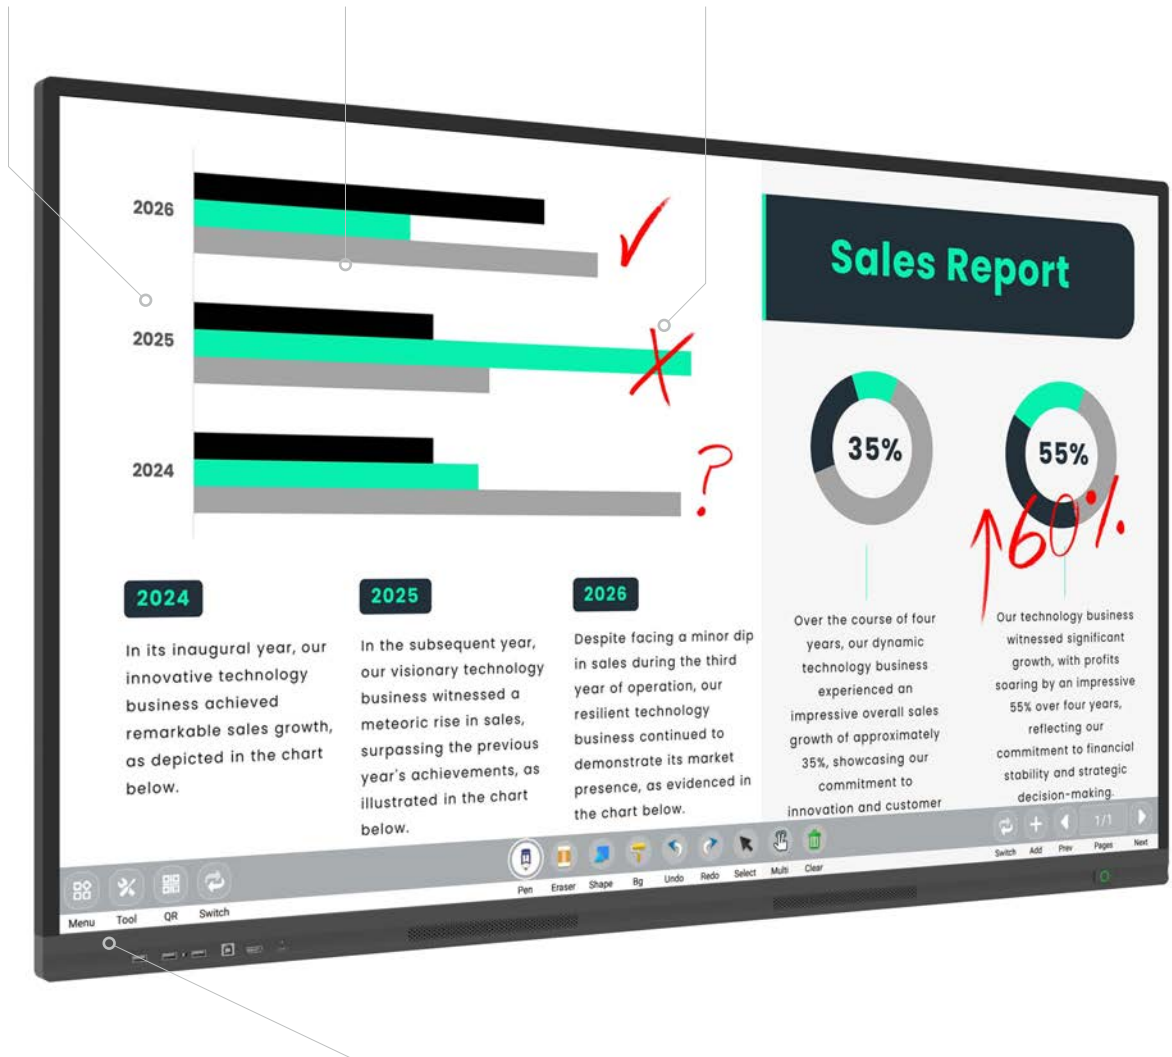 2026
2025
2024
Sales Report
35%
55%
?
60%
2024
In its inaugural year, our
innovative technology
business achieved
remarkable sales growth,
as depicted in the chart
below.
2025
In the subsequent year,
our visionary technology
business witnessed a
meteoric rise in sales,
surpassing the previous
year's achievements, as
illustrated in the chart
below.
2026
Despite facing a minor dip
in sales during the third
year of operation, our
resilient technology
business continued to
demonstrate its market
presence, as evidenced in
the chart below.
Over the course of four
years, our dynamic
technology business
experienced an
impressive overall sales
growth of approximately
35%, showcasing our
commitment to
innovation and customer
Our technology business
witnessed significant
growth, with profits
soaring by an impressive
55% over four years,
reflecting our
commitment to financial
stability and strategic
decision-making.
Menu Tool QR Switch
Pen Eraser Shape Bg Undo Redo Select Multi Clear
1/1
Switch Add Prev Pages Next